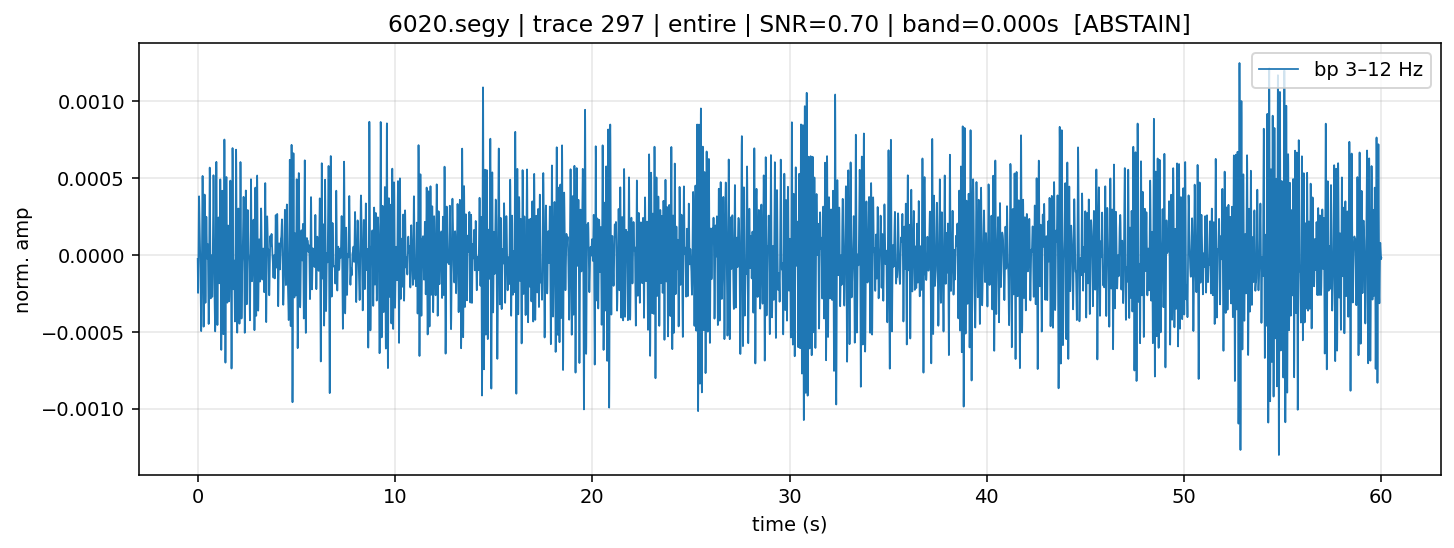 6020.segy | trace 297 | entire | SNR=0.70 | band=0.000s [ABSTAIN]
bp 3–12 Hz
0.0010
0.0005
0.0000
−0.0005
−0.0010
norm. amp
0 10 20 30 40 50 60
time (s)